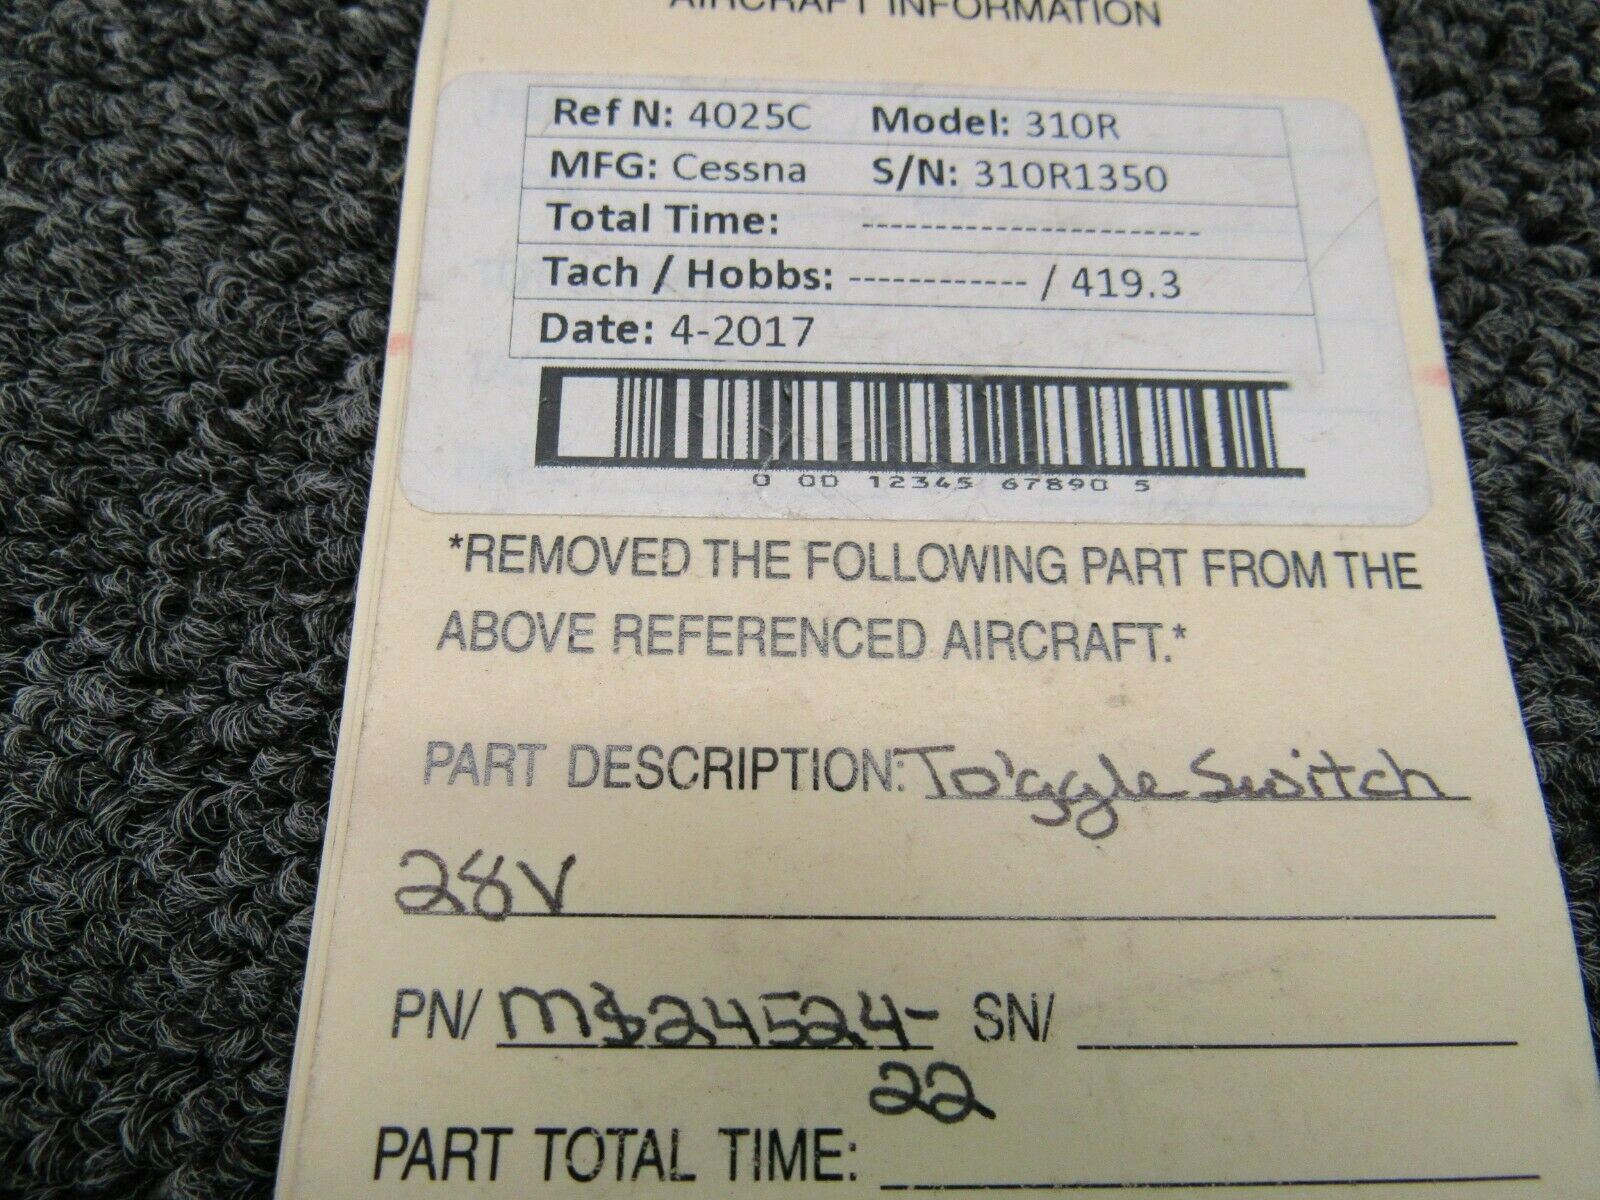 AIRCRAFT INFORMATION
Ref N: 4025C Model: 310R
MFG: Cessna S/N: 310R1350
Total Time: -----------------------
Tach / Hobbs: ------------ / 419.3
Date: 4-2017
0 00 12345 67890 5
*REMOVED THE FOLLOWING PART FROM THE
ABOVE REFERENCED AIRCRAFT.*
PART DESCRIPTION: Toggle Switch
28V
PN/ MS24524- SN/
22
PART TOTAL TIME: